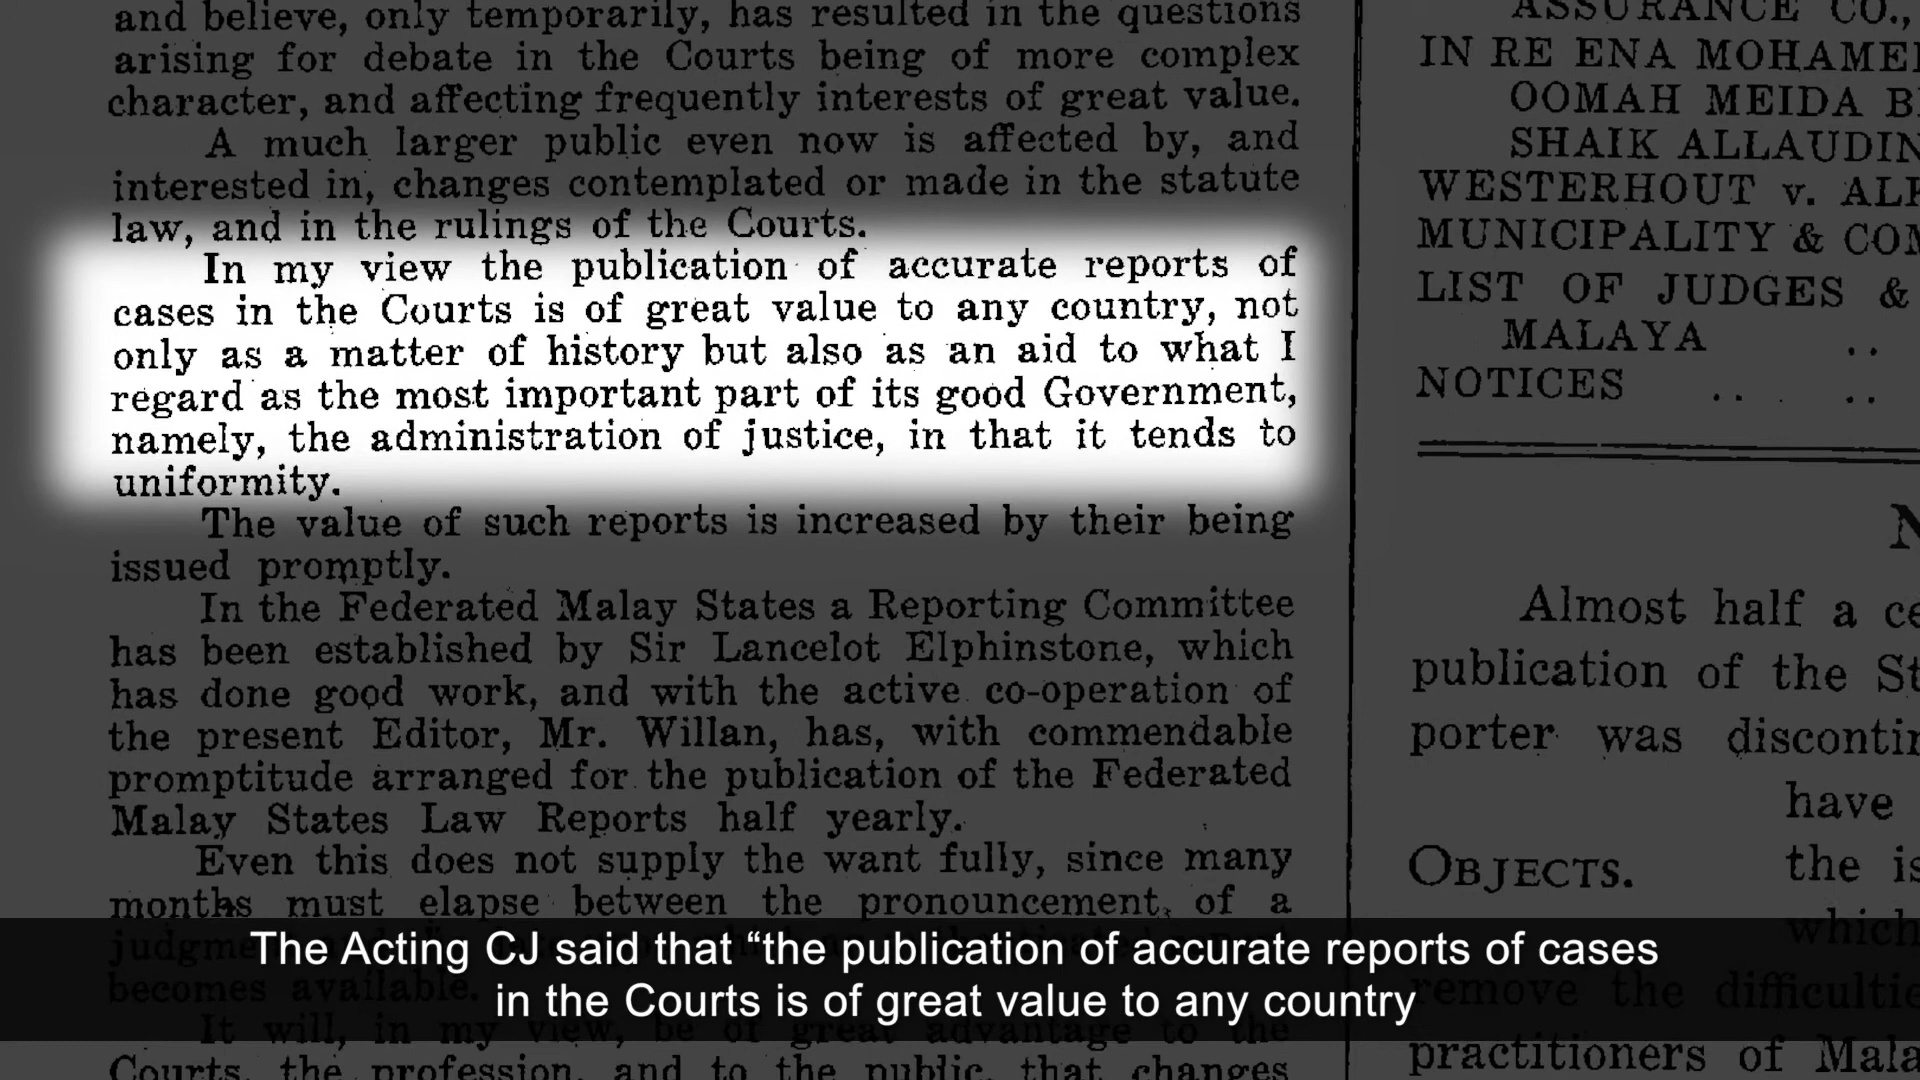 and believe, only temporarily, has resulted in the questions
arising for debate in the Courts being of more complex
character, and affecting frequently interests of great value.
A much larger public even now is affected by, and
interested in, changes contemplated or made in the statute
law, and in the rulings of the Courts.
In my view the publication of accurate reports of
cases in the Courts is of great value to any country, not
only as a matter of history but also as an aid to what I
regard as the most important part of its good Government,
namely, the administration of justice, in that it tends to
uniformity.
The value of such reports is increased by their being
issued promptly.
In the Federated Malay States a Reporting Committee
has been established by Sir Lancelot Elphinstone, which
has done good work, and with the active co-operation of
the present Editor, Mr. Willan, has, with commendable
promptitude arranged for the publication of the Federated
Malay States Law Reports half yearly.
Even this does not supply the want fully, since many
months must elapse between the pronouncement of a
becomes available.
It will, in my view, be of great advantage to the
Courts, the profession, and to the public, that changes
ASSURANCE CO.,
IN RE ENA MOHAME
OOMAH MEIDA B
SHAIK ALLAUDIN
WESTERHOUT v. AL
MUNICIPALITY & CO
LIST OF JUDGES &
MALAYA ..
NOTICES .. ..
Almost half a ce
publication of the St
porter was discontin
have
OBJECTS. the is
which
remove the difficultie
practitioners of Mala
The Acting CJ said that “the publication of accurate reports of cases
in the Courts is of great value to any country